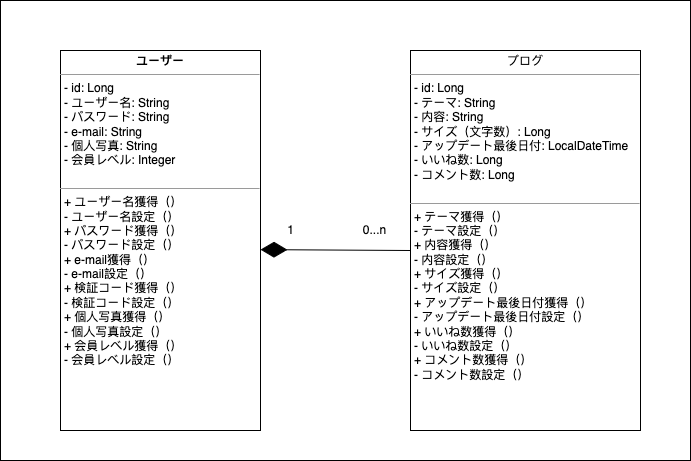 ユーザー
- id: Long
- ユーザー名: String
- パスワード: String
- e-mail: String
- 個人写真: String
- 会員レベル: Integer
+ ユーザー名獲得（）
- ユーザー名設定（）
+ パスワード獲得（）
- パスワード設定（）
+ e-mail獲得（）
- e-mail設定（）
+ 検証コード獲得（）
- 検証コード設定（）
+ 個人写真獲得（）
- 個人写真設定（）
+ 会員レベル獲得（）
- 会員レベル設定（）
1
0...n
ブログ
- id: Long
- テーマ: String
- 内容: String
- サイズ（文字数）: Long
- アップデート最後日付: LocalDateTime
- いいね数: Long
- コメント数: Long
+ テーマ獲得（）
- テーマ設定（）
+ 内容獲得（）
- 内容設定（）
+ サイズ獲得（）
- サイズ設定（）
+ アップデート最後日付獲得（）
- アップデート最後日付設定（）
+ いいね数獲得（）
- いいね数設定（）
+ コメント数獲得（）
- コメント数設定（）